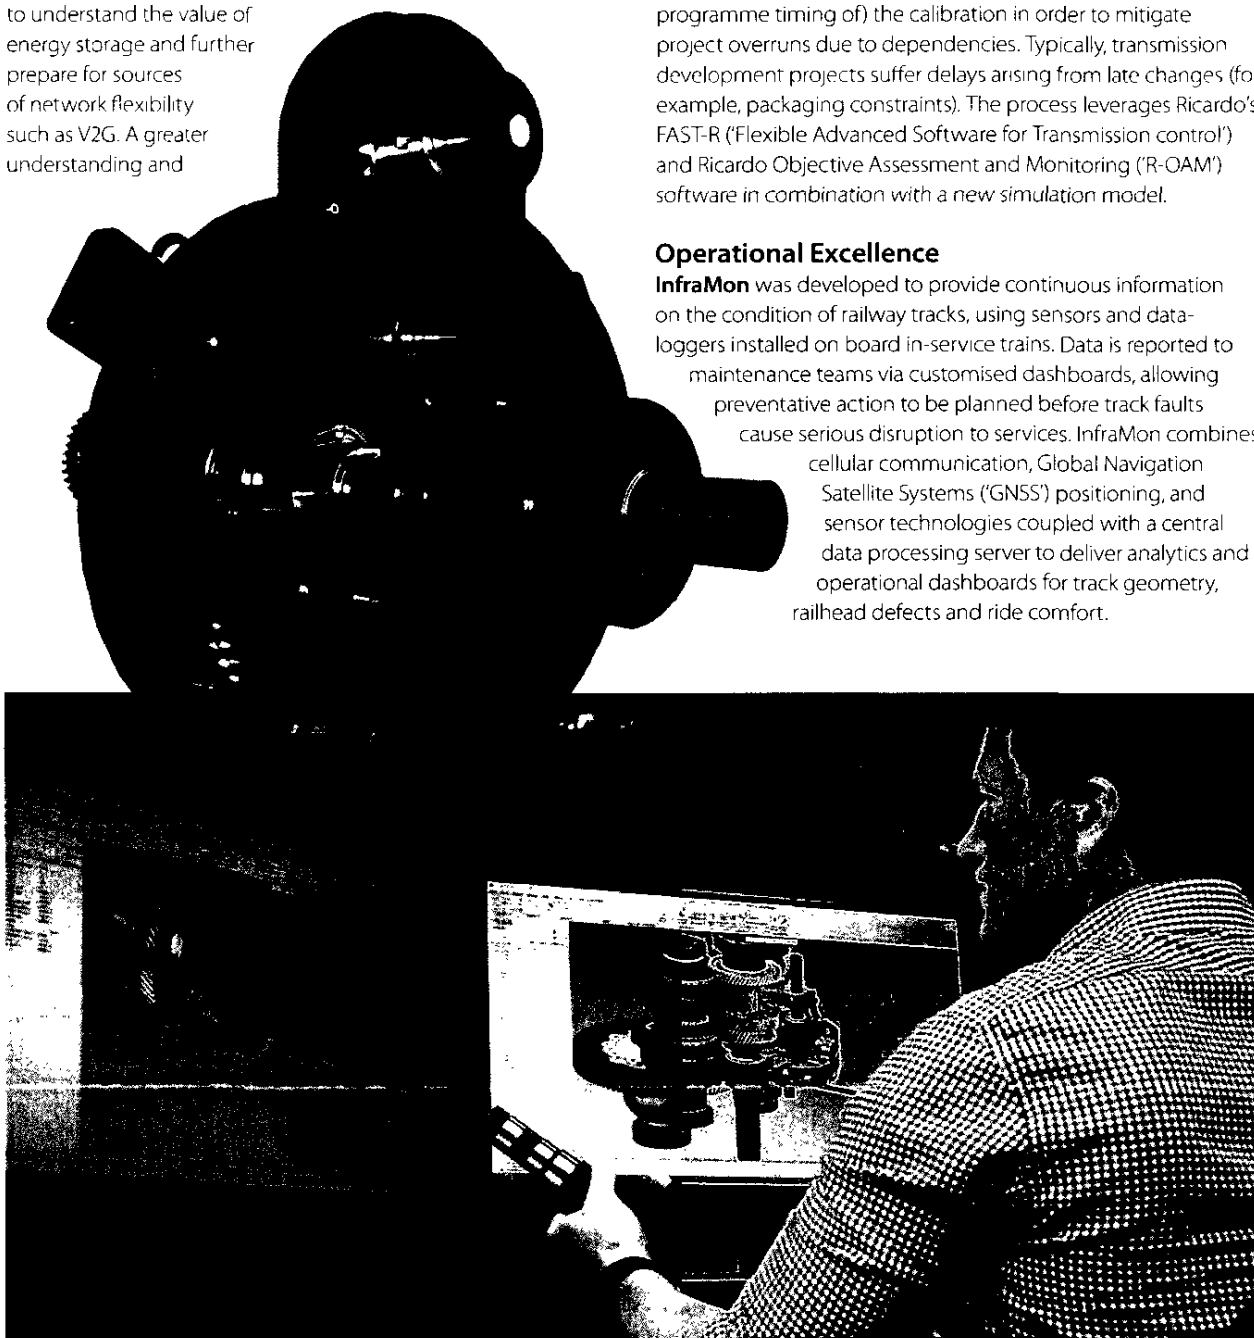 to understand the value of
energy storage and further
prepare for sources
of network flexibility
such as V2G. A greater
understanding and
programme timing of) the calibration in order to mitigate
project overruns due to dependencies. Typically, transmission
development projects suffer delays arising from late changes (fo
example, packaging constraints). The process leverages Ricardo's
FAST-R ('Flexible Advanced Software for Transmission control')
and Ricardo Objective Assessment and Monitoring ('R-OAM')
software in combination with a new simulation model.
Operational Excellence
InfraMon was developed to provide continuous information
on the condition of railway tracks, using sensors and data-
loggers installed on board in-service trains. Data is reported to
maintenance teams via customised dashboards, allowing
preventative action to be planned before track faults
cause serious disruption to services. InfraMon combines
cellular communication, Global Navigation
Satellite Systems ('GNSS') positioning, and
sensor technologies coupled with a central
data processing server to deliver analytics and
operational dashboards for track geometry,
railhead defects and ride comfort.